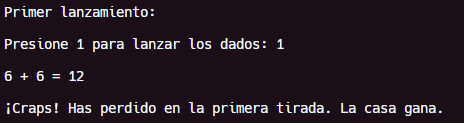 Primer lanzamiento:
Presione 1 para lanzar los dados: 1
6 + 6 = 12
¡Craps! Has perdido en la primera tirada. La casa gana.